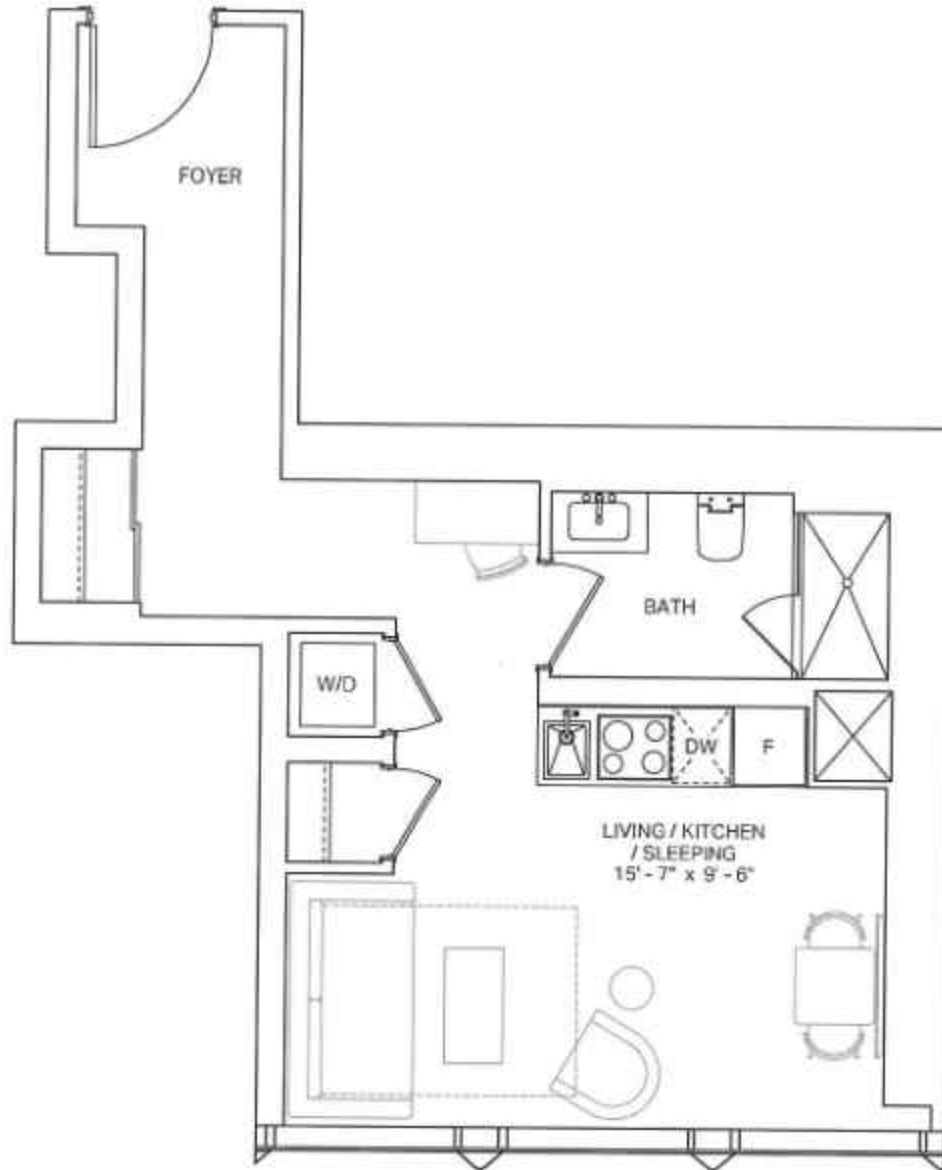 FOYER
BATH
W/D
DW
F
LIVING / KITCHEN
/ SLEEPING
15' - 7" x 9' - 6"